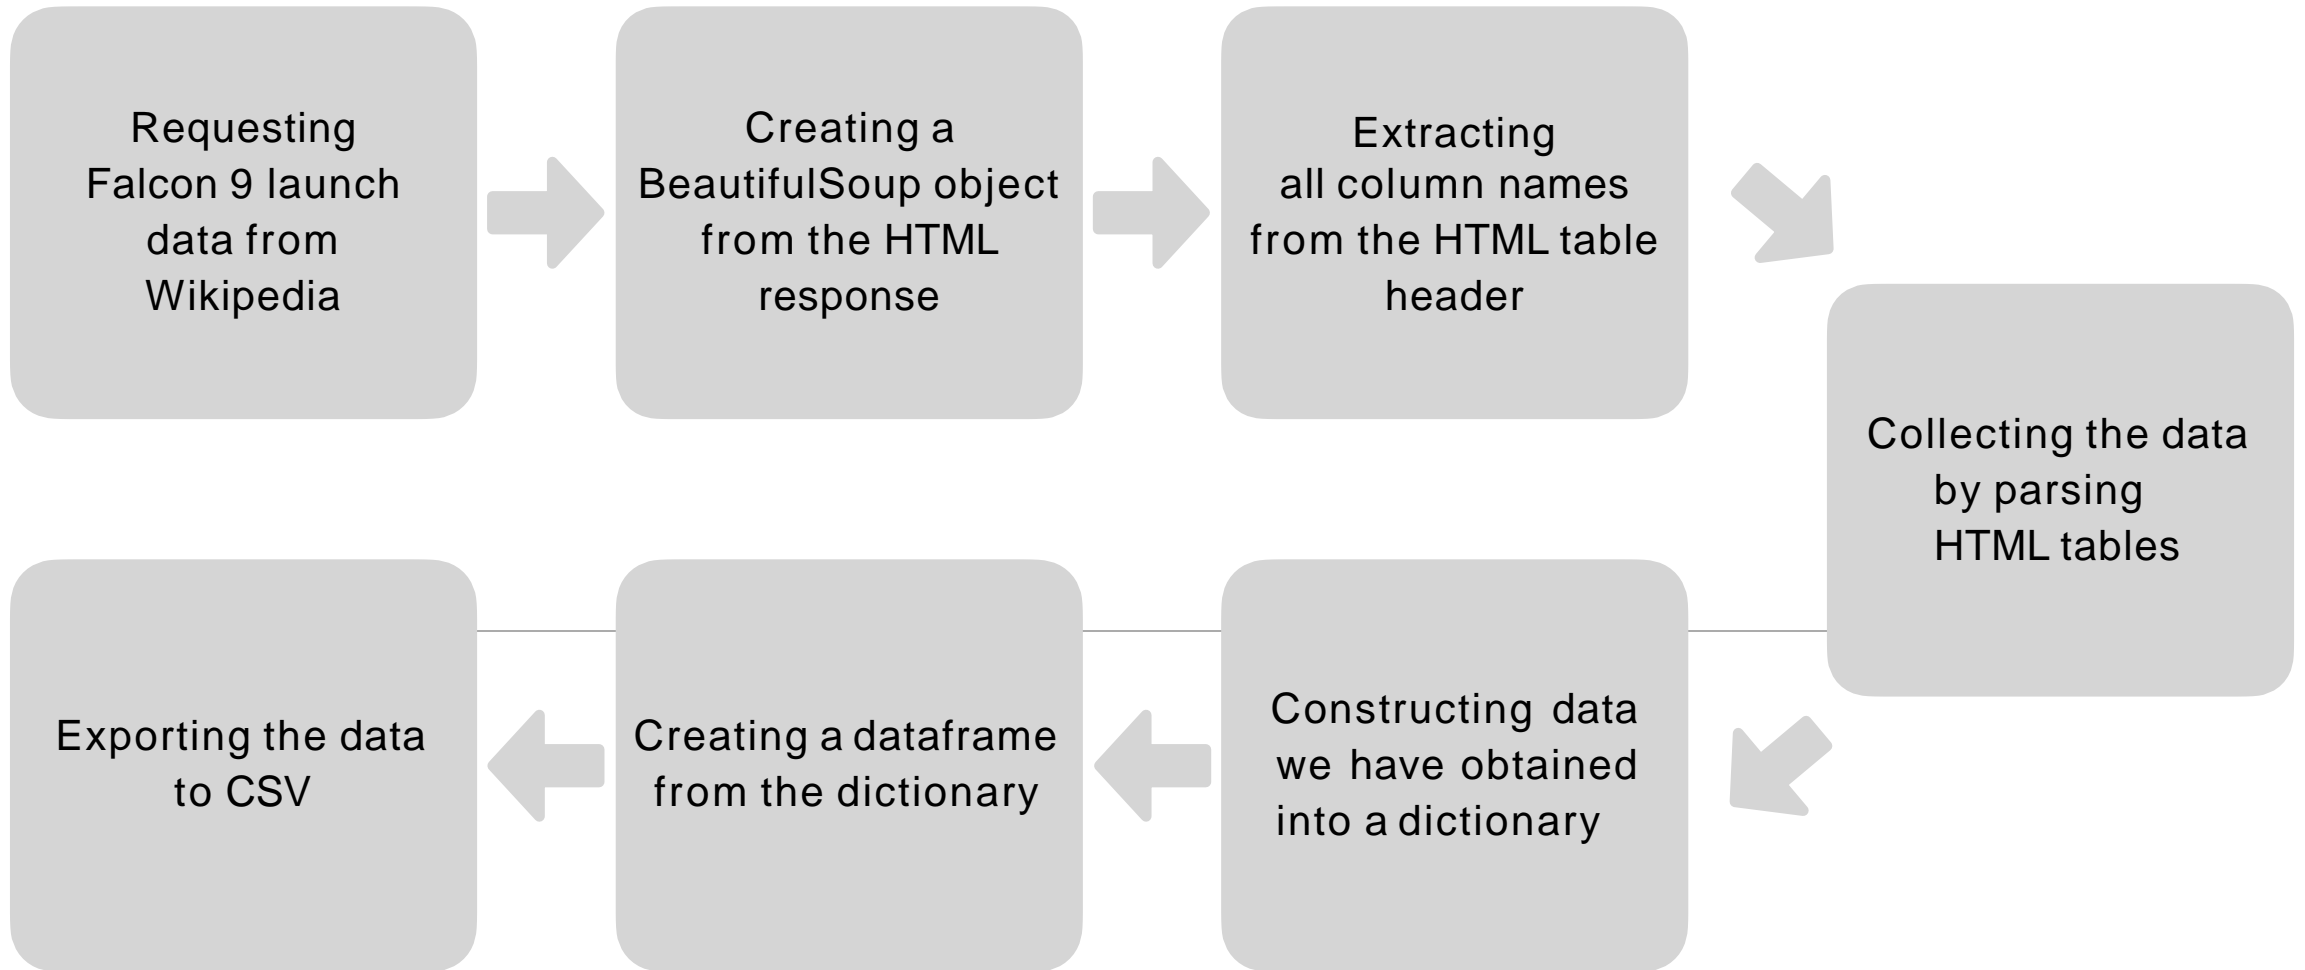 Requesting
Falcon 9 launch
data from
Wikipedia
Creating a
BeautifulSoup object
from the HTML
response
Extracting
all column names
from the HTML table
header
Collecting the data
by parsing
HTML tables
Constructing data
we have obtained
into a dictionary
Creating a dataframe
from the dictionary
Exporting the data
to CSV